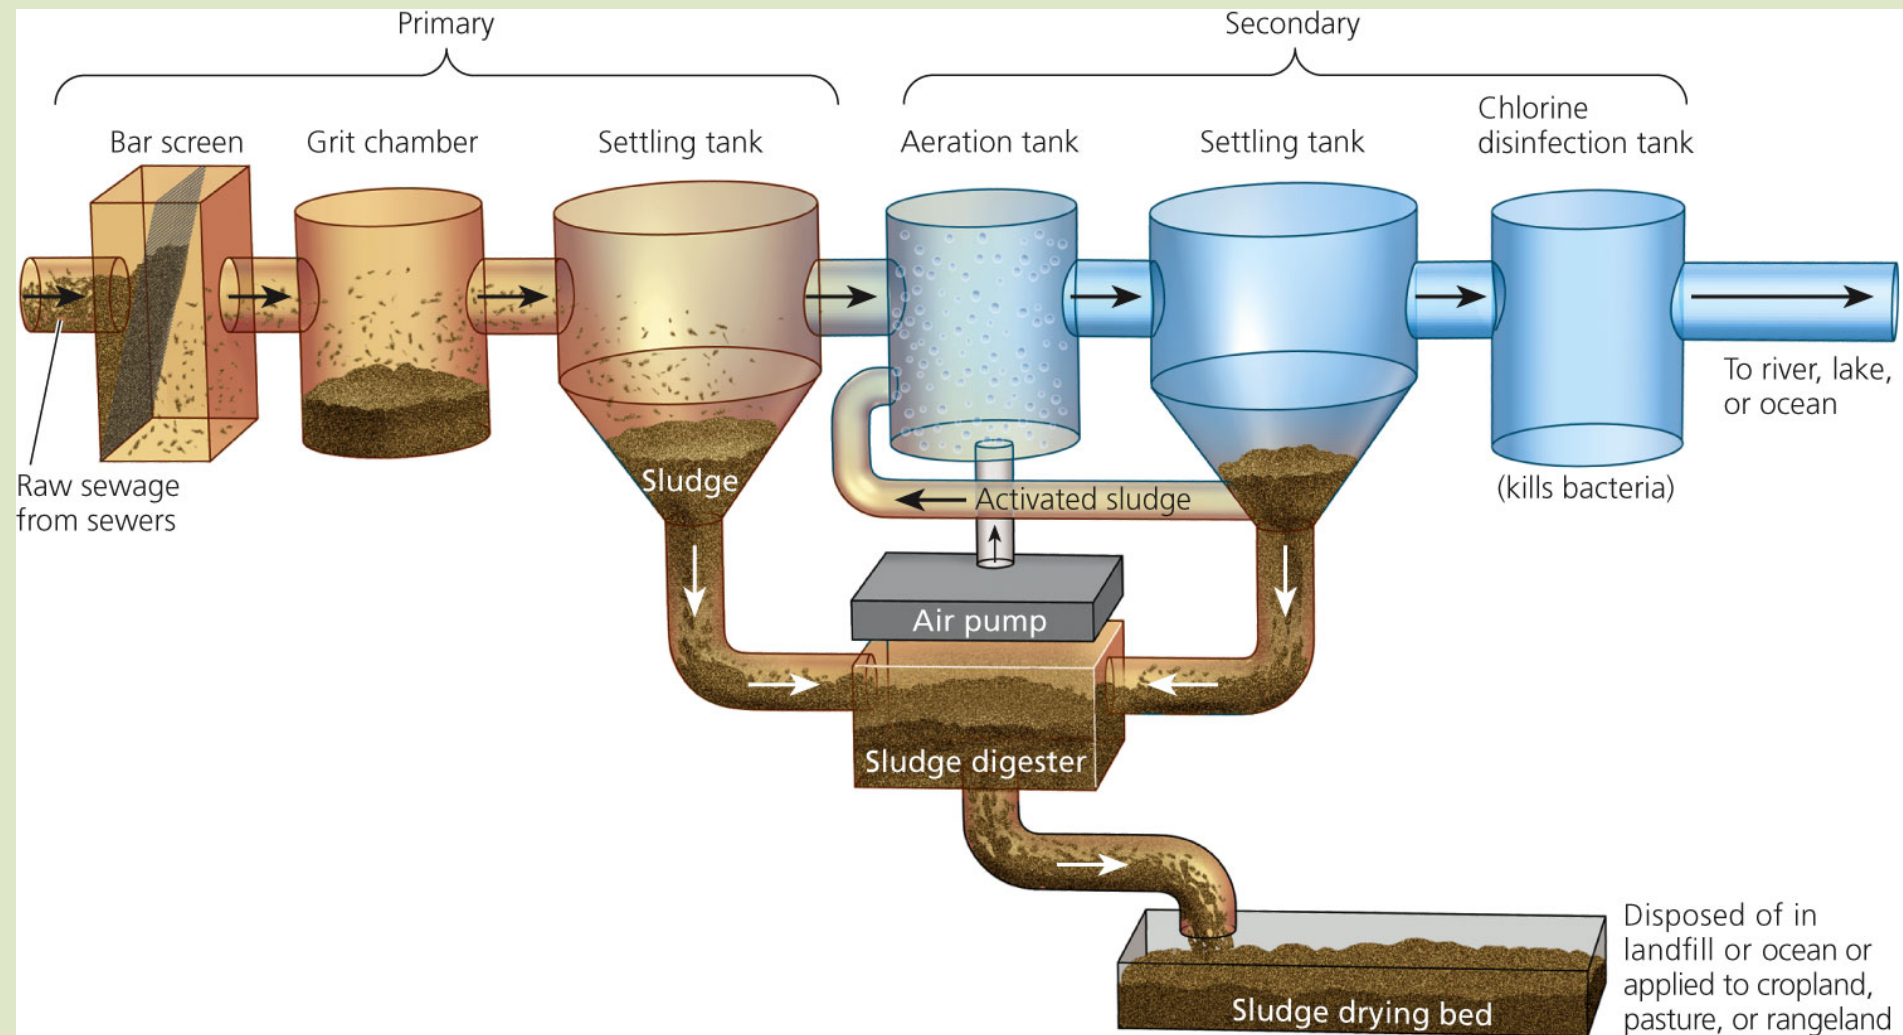 Primary
Secondary
Bar screen
Grit chamber
Settling tank
Aeration tank
Settling tank
Chlorine
disinfection tank
Raw sewage
from sewers
Sludge
Activated sludge
(kills bacteria)
To river, lake,
or ocean
Air pump
Sludge digester
Sludge drying bed
Disposed of in
landfill or ocean or
applied to cropland,
pasture, or rangeland